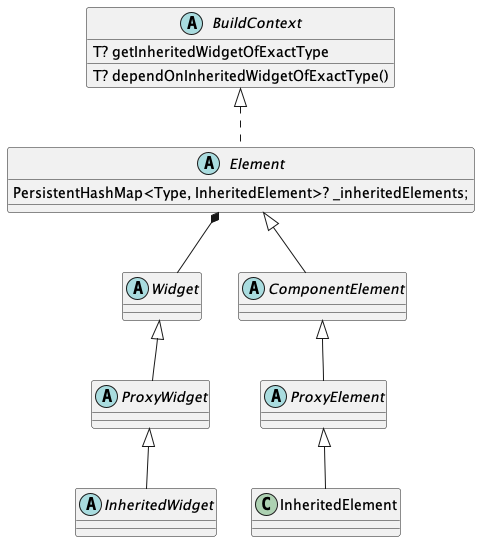 A BuildContext
T? getInheritedWidgetOfExactType
T? dependOnInheritedWidgetOfExactType()
A Element
PersistentHashMap<Type, InheritedElement>? _inheritedElements;
A Widget
A ComponentElement
A ProxyWidget
A ProxyElement
A InheritedWidget
C InheritedElement